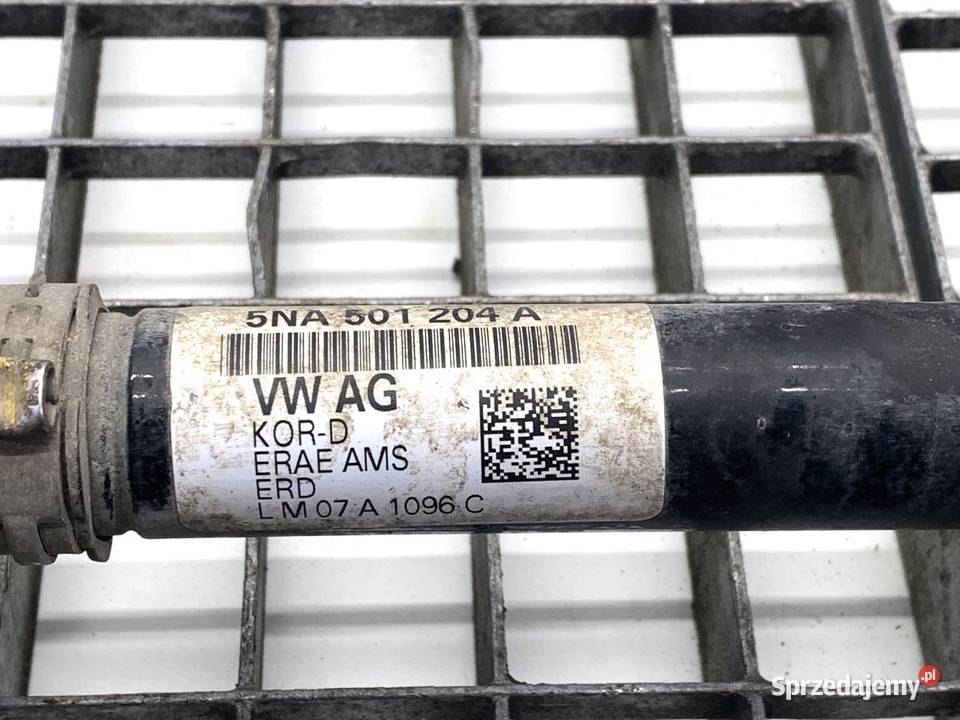 5NA 501 204 A
VW AG
KOR-D
ERAE AMS
ERD
LM 07 A 1096 C
Sprzedajemy.pl